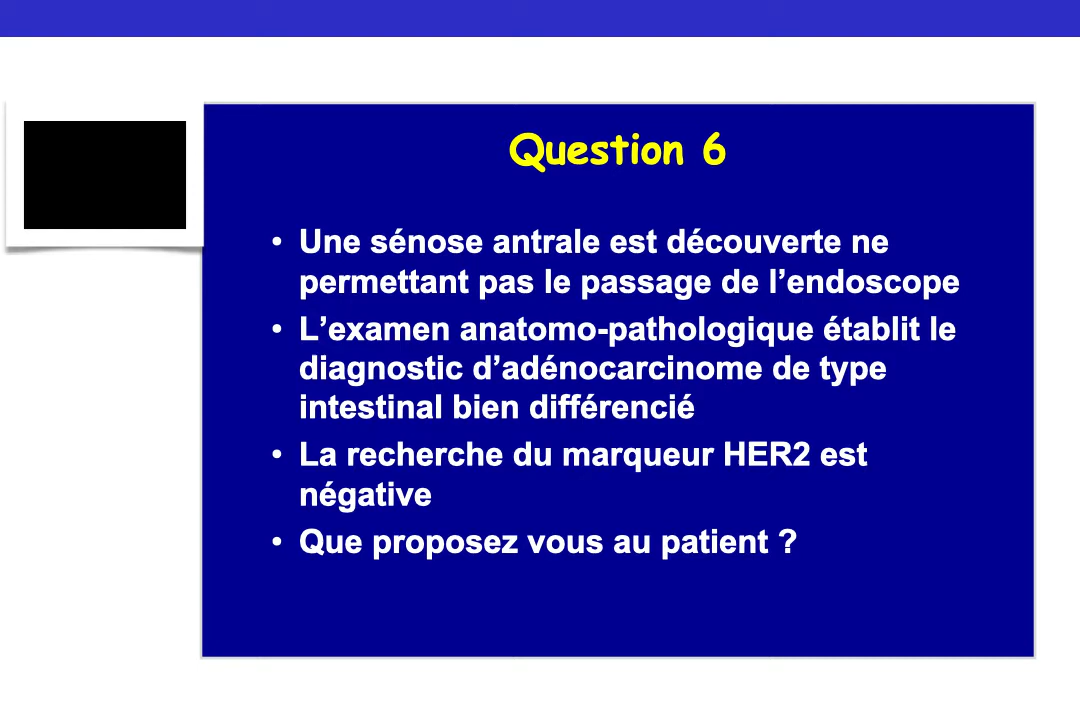 Question 6
• Une sénose antrale est découverte ne
permettant pas le passage de l’endoscope
• L’examen anatomo-pathologique établit le
diagnostic d’adénocarcinome de type
intestinal bien différencié
• La recherche du marqueur HER2 est
négative
• Que proposez vous au patient ?